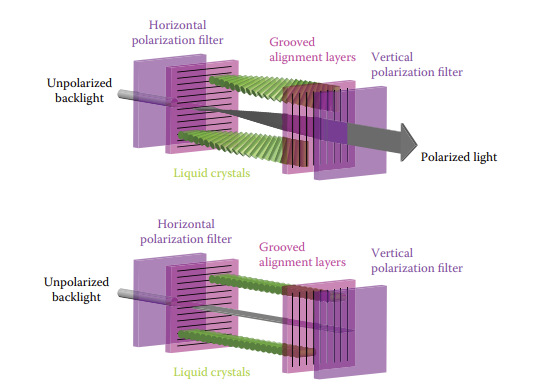 Horizontal
polarization filter
Grooved
alignment layers
Vertical
polarization filter
Unpolarized
backlight
Polarized light
Liquid crystals
Horizontal
polarization filter
Grooved
alignment layers
Vertical
polarization filter
Unpolarized
backlight
Liquid crystals